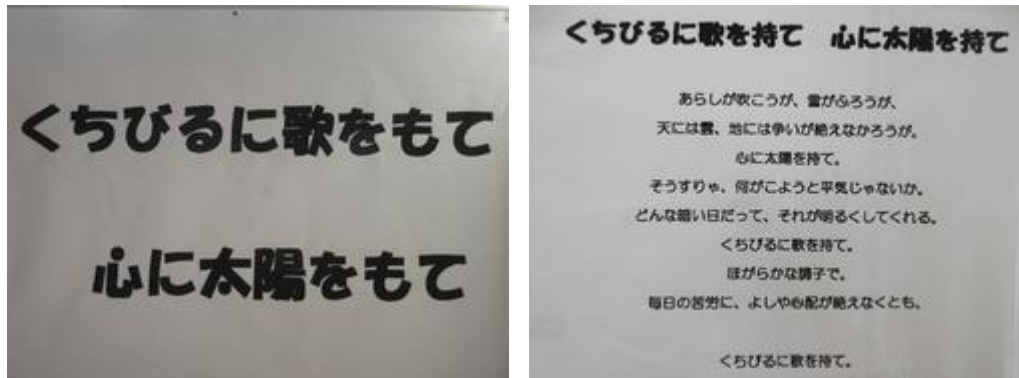 くちびるに歌をもて
心に太陽をもて
くちびるに歌を持て　心に太陽を持て
あらしが吹こうが、雪がふろうが、
天には雲、地には争いが絶えなかろうが。
心に太陽を持て。
そうすりゃ、何がこようと平気じゃないか。
どんな暗い日だって、それが明るくしてくれる。
くちびるに歌を持て。
ほがらかな調子で。
毎日の苦労に、よしや心配が絶えなくとも、
くちびるに歌を持て。